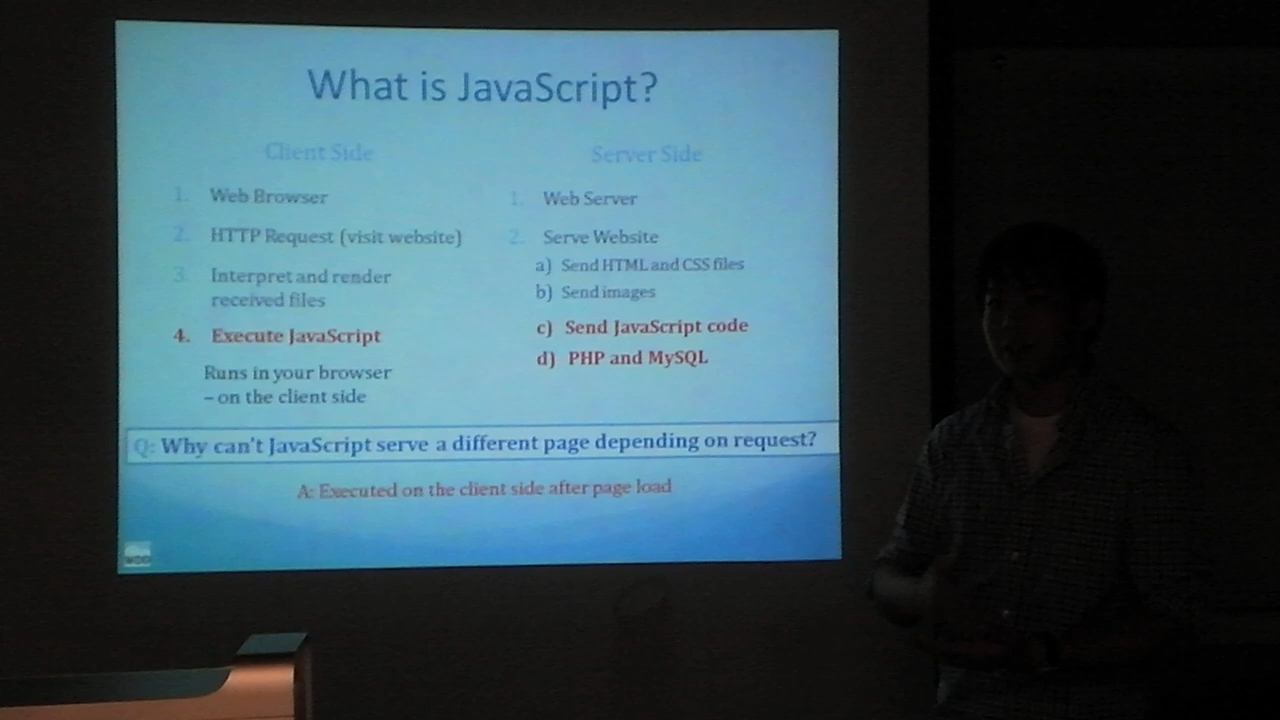 What is JavaScript?
Client Side
1. Web Browser
2. HTTP Request (visit website)
3. Interpret and render
received files
4. Execute JavaScript
Runs in your browser
– on the client side
Server Side
1. Web Server
2. Serve Website
a) Send HTML and CSS files
b) Send images
c) Send JavaScript code
d) PHP and MySQL
Q: Why can't JavaScript serve a different page depending on request?
A: Executed on the client side after page load